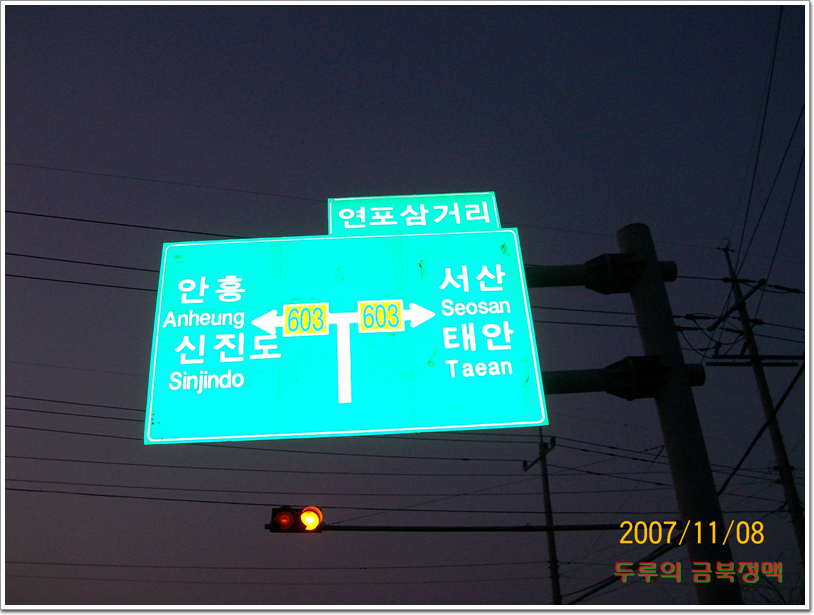 연포삼거리
안흥
Anheung
신진도
Sinjindo
603
603
서산
Seosan
태안
Taean
2007/11/08
두루의 금북정맥